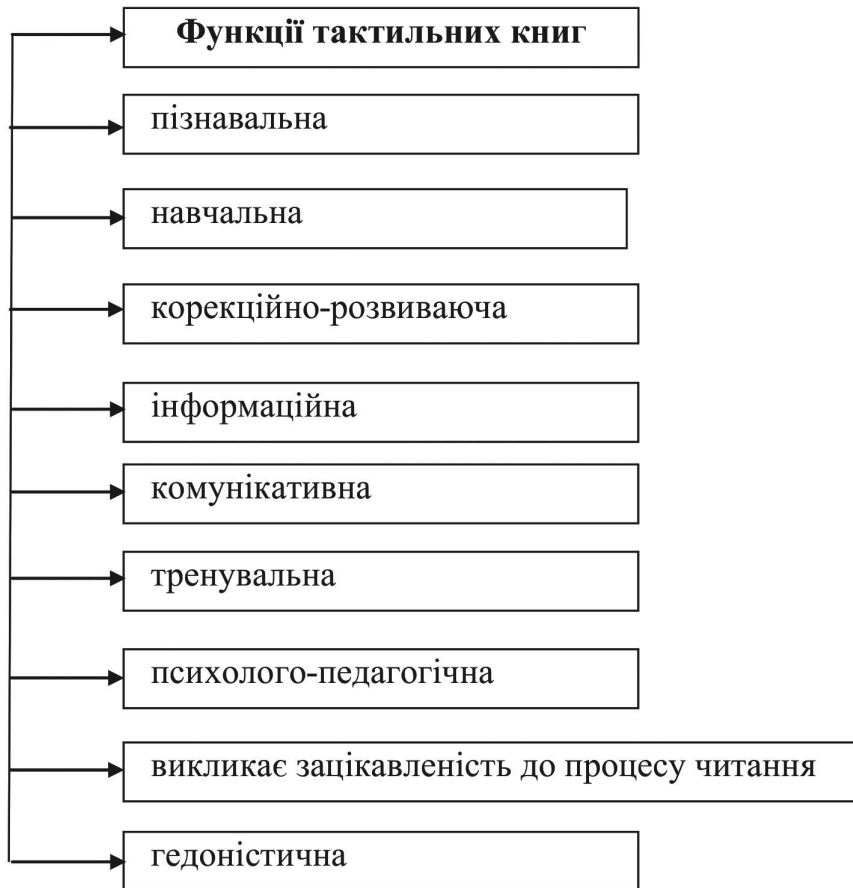 Функції тактильних книг
пізнавальна
навчальна
корекційно-розвиваюча
інформаційна
комунікативна
тренувальна
психолого-педагогічна
викликає зацікавленість до процесу читання
гедоністична